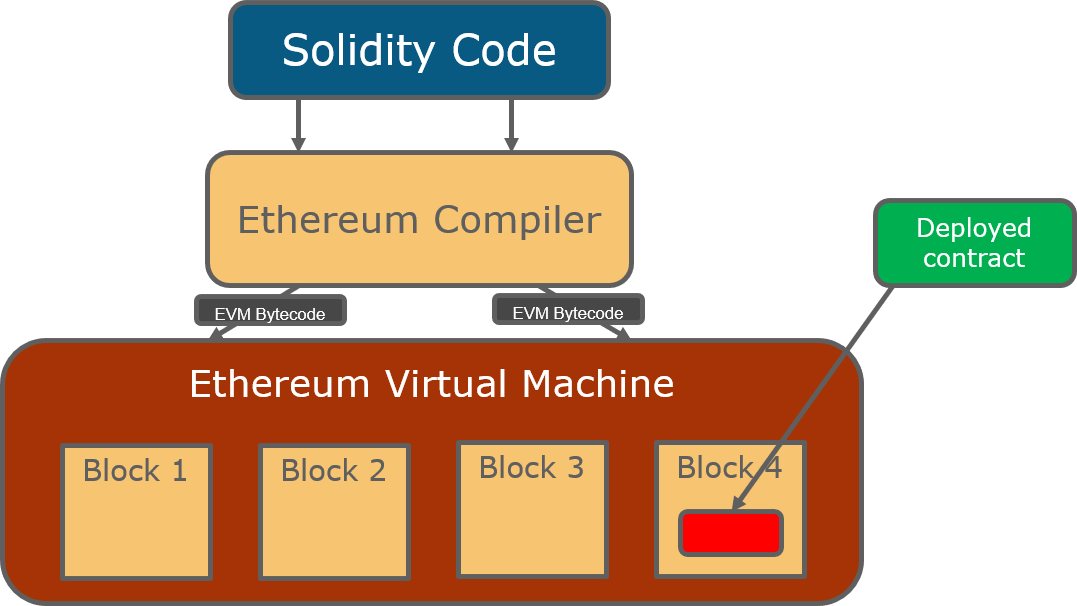 Solidity Code
Ethereum Compiler
Deployed
contract
EVM Bytecode
EVM Bytecode
Ethereum Virtual Machine
Block 1
Block 2
Block 3
Block 4